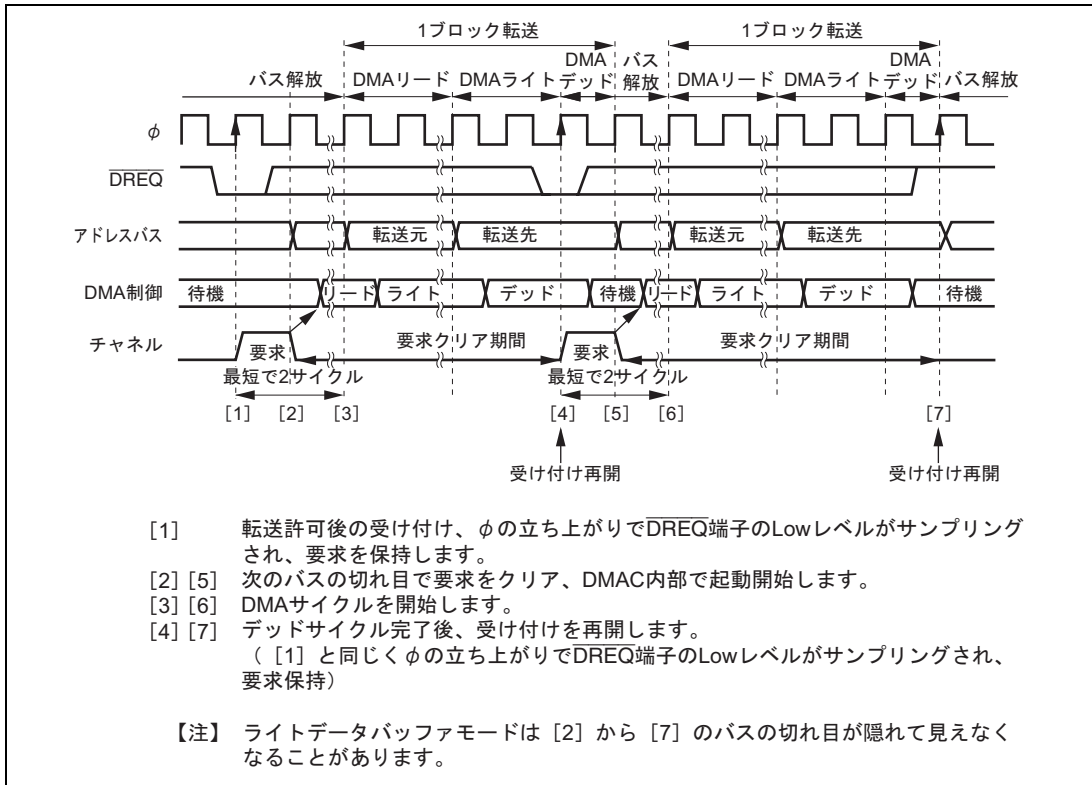 1ブロック転送 1ブロック転送
DMA バス DMA
バス解放 DMAリード DMAライト デッド 解放 DMAリード DMAライト デッド バス解放
φ
DREQ
アドレスバス 転送元 転送先 転送元 転送先
DMA制御 待機 リード ライト デッド 待機 リード ライト デッド 待機
チャネル 要求 要求クリア期間 要求 要求クリア期間
最短で2サイクル 最短で2サイクル
[1] [2] [3] [4] [5] [6] [7]
受け付け再開 受け付け再開
[1] 転送許可後の受け付け、φの立ち上がりでDREQ端子のLowレベルがサンプリング
され、要求を保持します。
[2] [5] 次のバスの切れ目で要求をクリア、DMAC内部で起動開始します。
[3] [6] DMAサイクルを開始します。
[4] [7] デッドサイクル完了後、受け付けを再開します。
([1]と同じくφの立ち上がりでDREQ端子のLowレベルがサンプリングされ、
要求保持)
【注】 ライトデータバッファモードは[2]から[7]のバスの切れ目が隠れて見えなく
なることがあります。